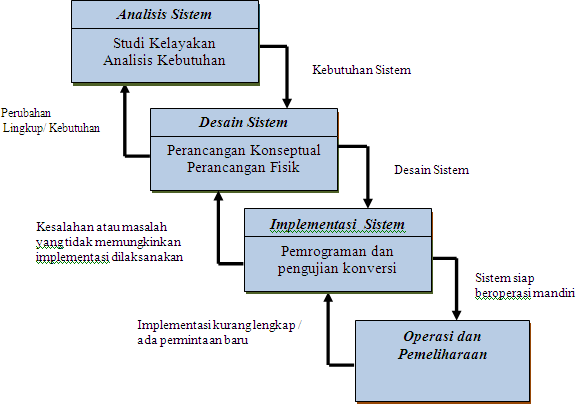 Analisis Sistem
Studi Kelayakan
Analisis Kebutuhan
Kebutuhan Sistem
Perubahan
Lingkup/ Kebutuhan
Desain Sistem
Perancangan Konseptual
Perancangan Fisik
Desain Sistem
Kesalahan atau masalah
yang tidak memungkinkan
implementasi dilaksanakan
Implementasi Sistem
Pemrograman dan
pengujian konversi
Sistem siap
beroperasi mandiri
Implementasi kurang lengkap /
ada permintaan baru
Operasi dan
Pemeliharaan